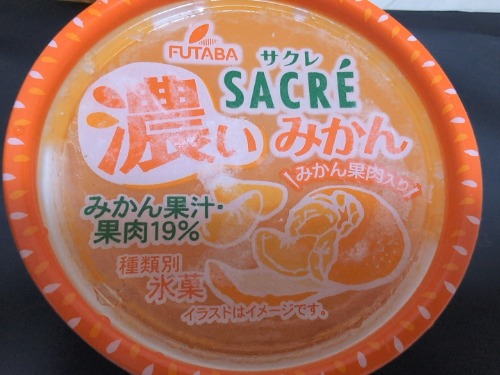 FUTABA
サクレ
SACRÉ
濃いみかん
みかん果肉入り
みかん果汁・
果肉19%
種類別
氷菓
イラストはイメージです。